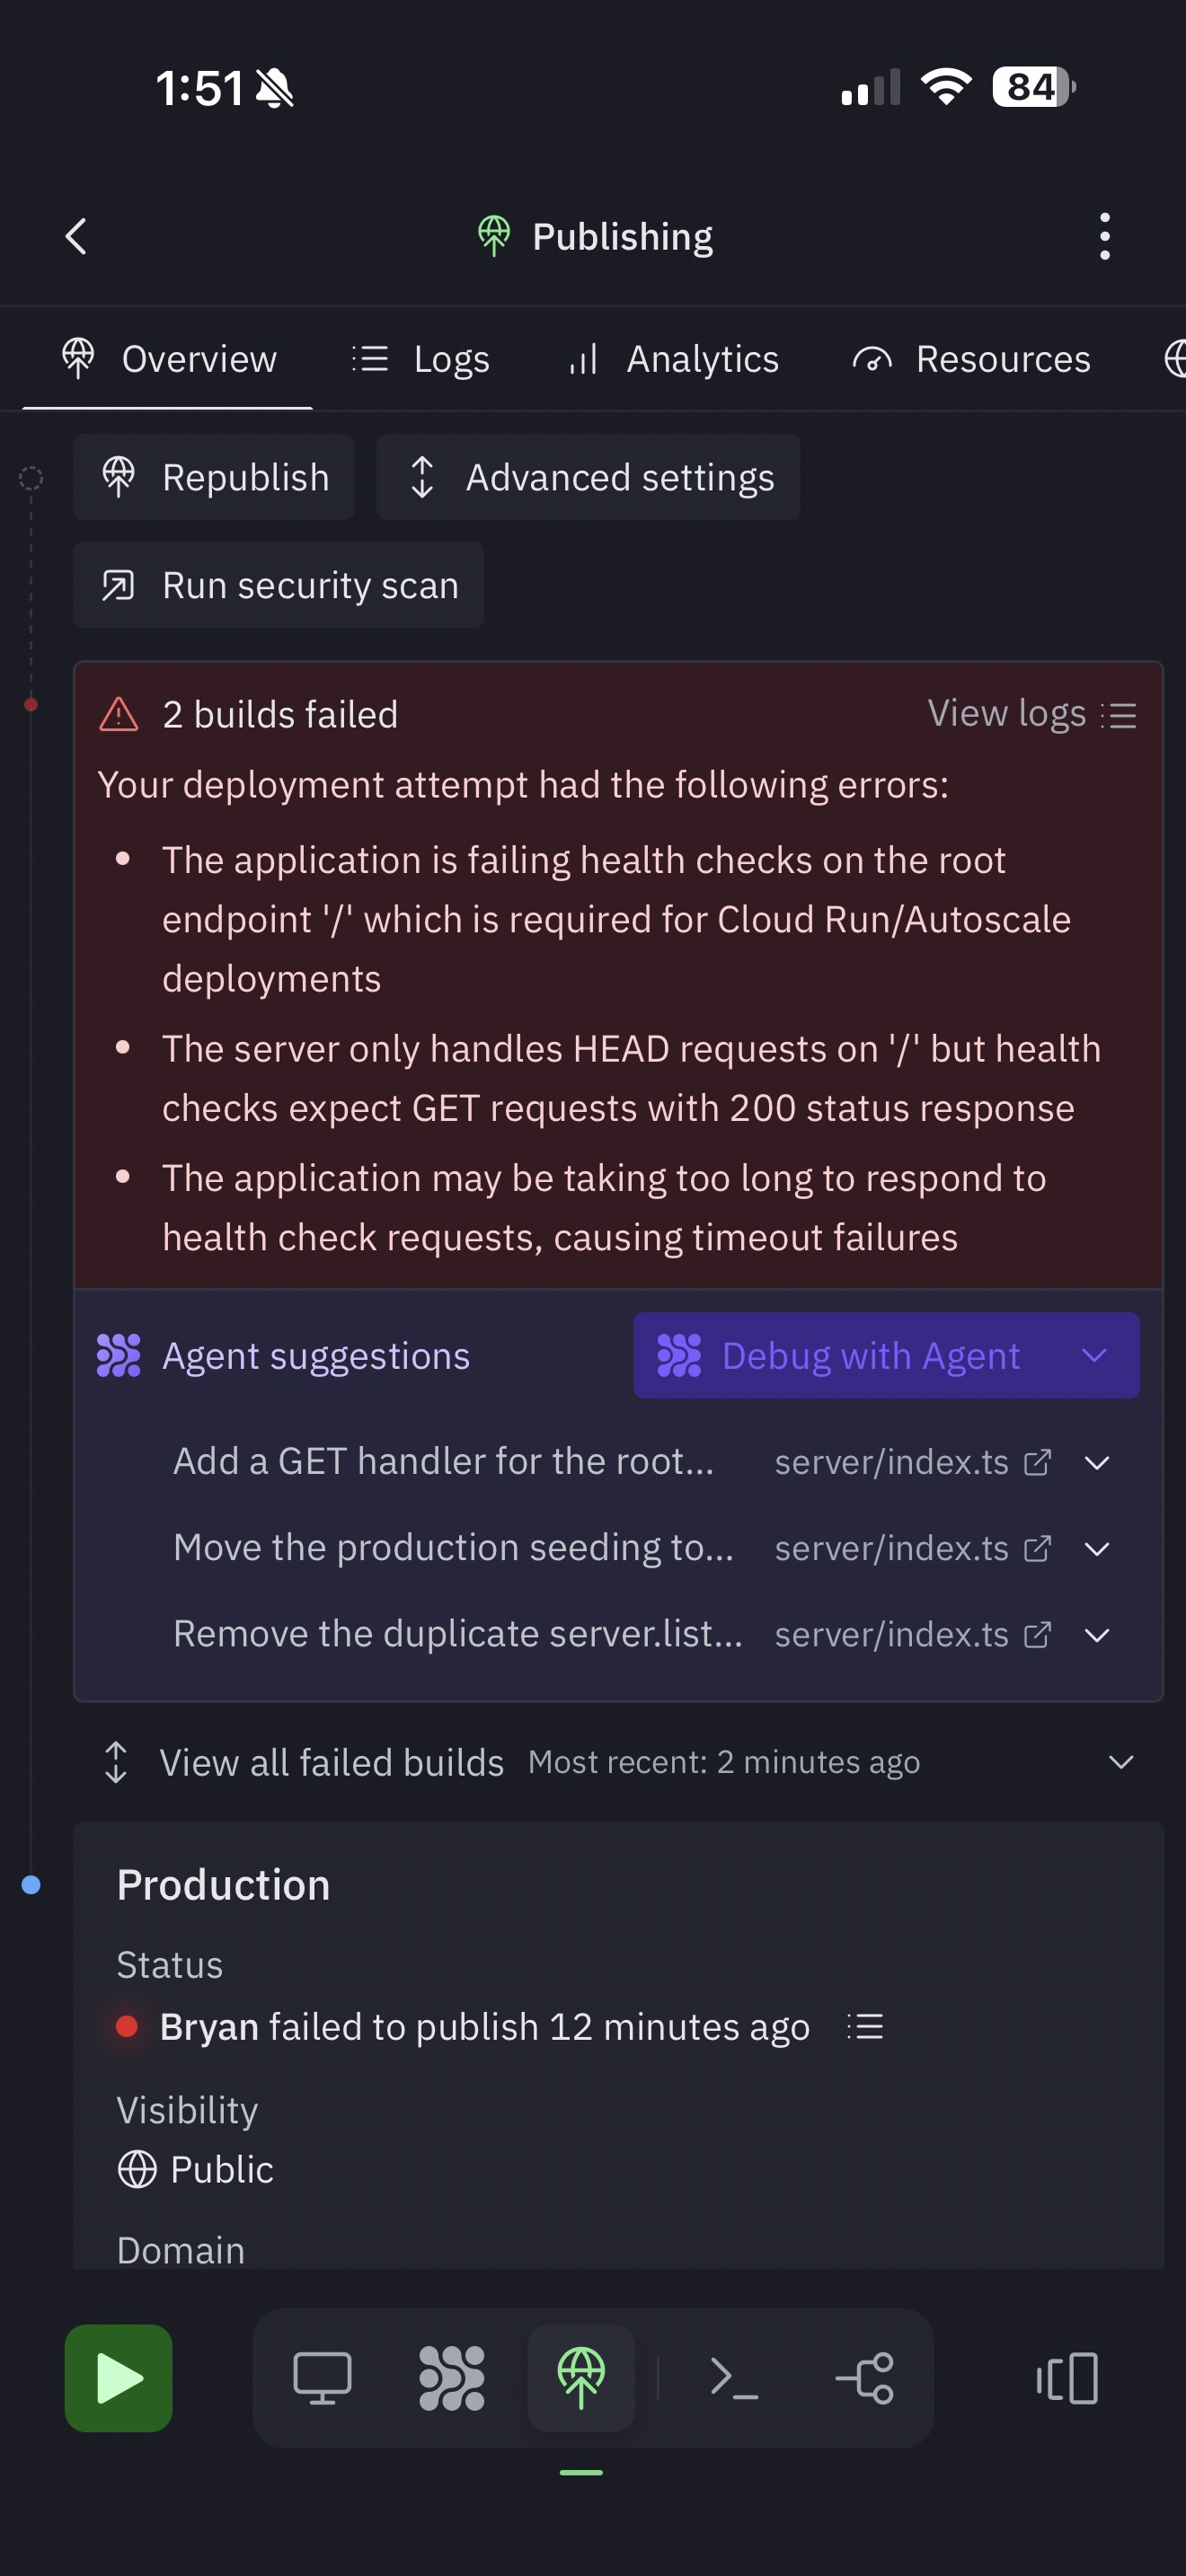 1:51
84
Publishing
Overview
Logs
Analytics
Resources
Republish
Advanced settings
Run security scan
2 builds failed
View logs
Your deployment attempt had the following errors:
• The application is failing health checks on the root
endpoint '/' which is required for Cloud Run/Autoscale
deployments
• The server only handles HEAD requests on '/' but health
checks expect GET requests with 200 status response
• The application may be taking too long to respond to
health check requests, causing timeout failures
Agent suggestions
Debug with Agent
Add a GET handler for the root... server/index.ts
Move the production seeding to... server/index.ts
Remove the duplicate server.list... server/index.ts
View all failed builds Most recent: 2 minutes ago
Production
Status
Bryan failed to publish 12 minutes ago
Visibility
Public
Domain